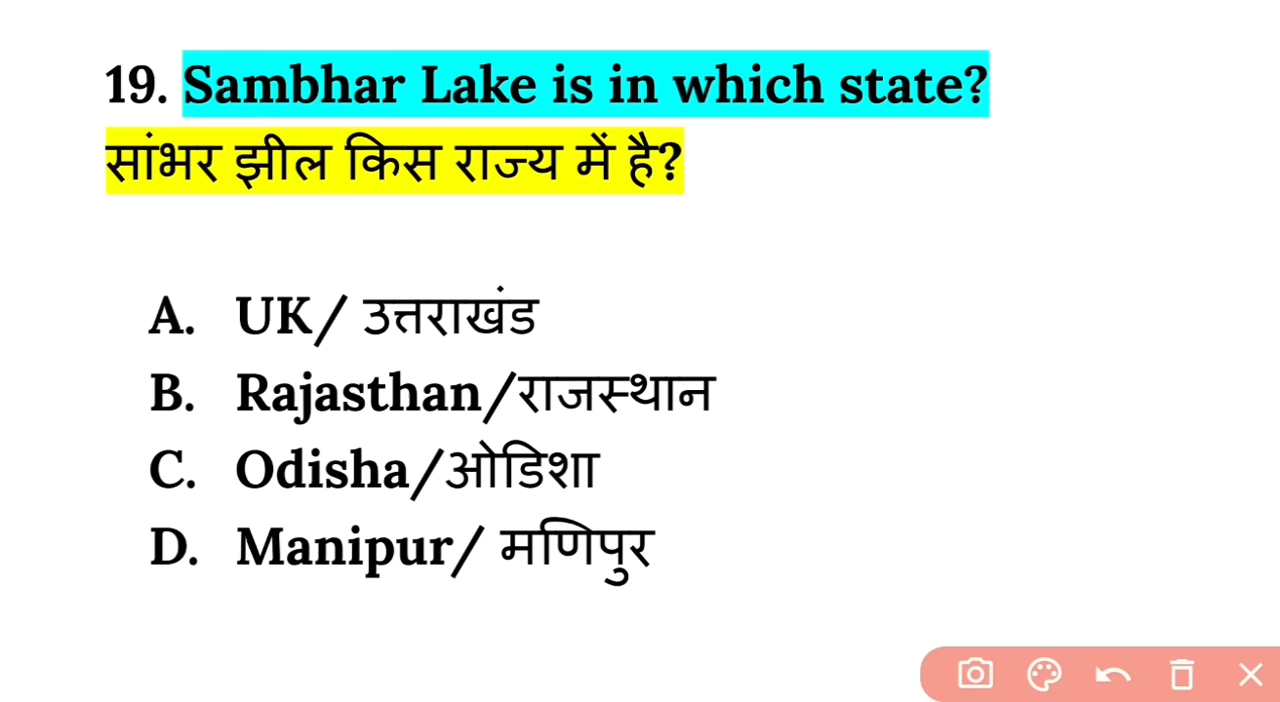 19. Sambhar Lake is in which state?
सांभर झील किस राज्य में है?
A. UK/ उत्तराखंड
B. Rajasthan/राजस्थान
C. Odisha/ओडिशा
D. Manipur/ मणिपुर